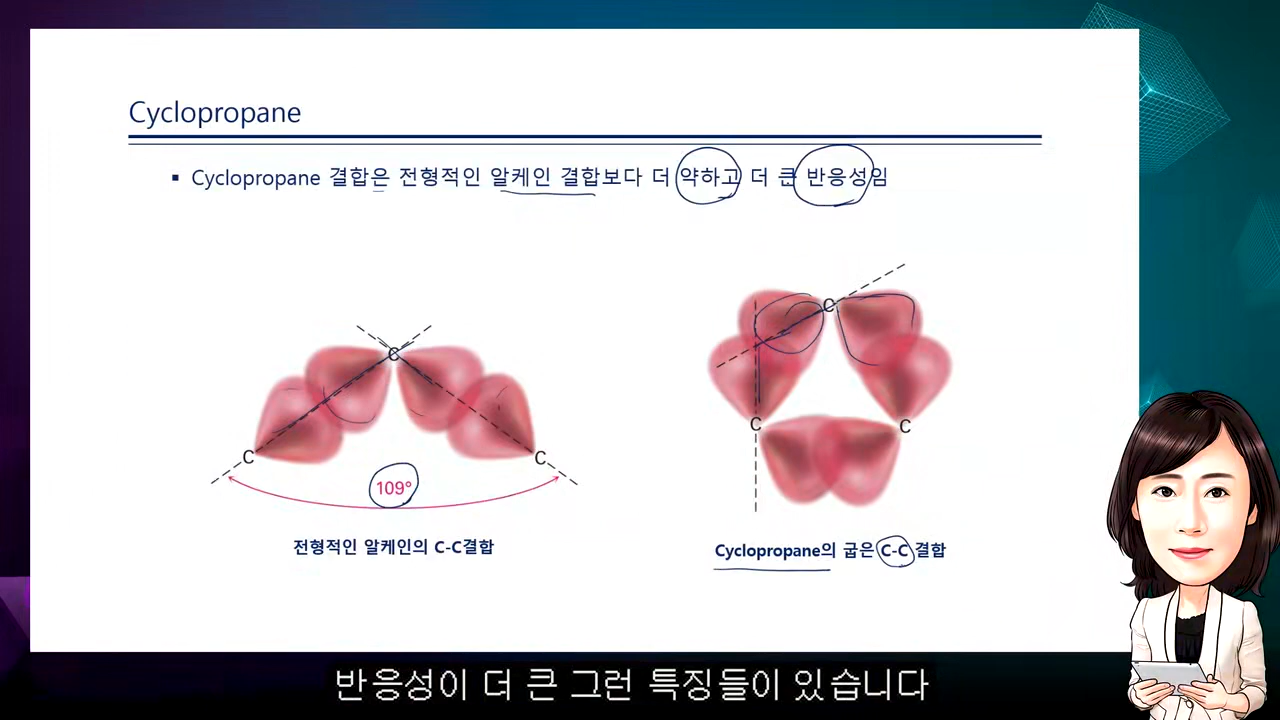 Cyclopropane
▪ Cyclopropane 결합은 전형적인 알케인 결합보다 더 약하고 더 큰 반응성임
C
C
C
109°
전형적인 알케인의 C-C결합
C
C
C
Cyclopropane의 굽은 C-C 결합
반응성이 더 큰 그런 특징들이 있습니다